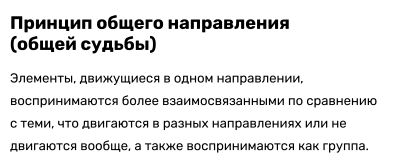 Принцип общего направления
(общей судьбы)
Элементы, движущиеся в одном направлении,
воспринимаются более взаимосвязанными по сравнению
с теми, что двигаются в разных направлениях или не
двигаются вообще, а также воспринимаются как группа.